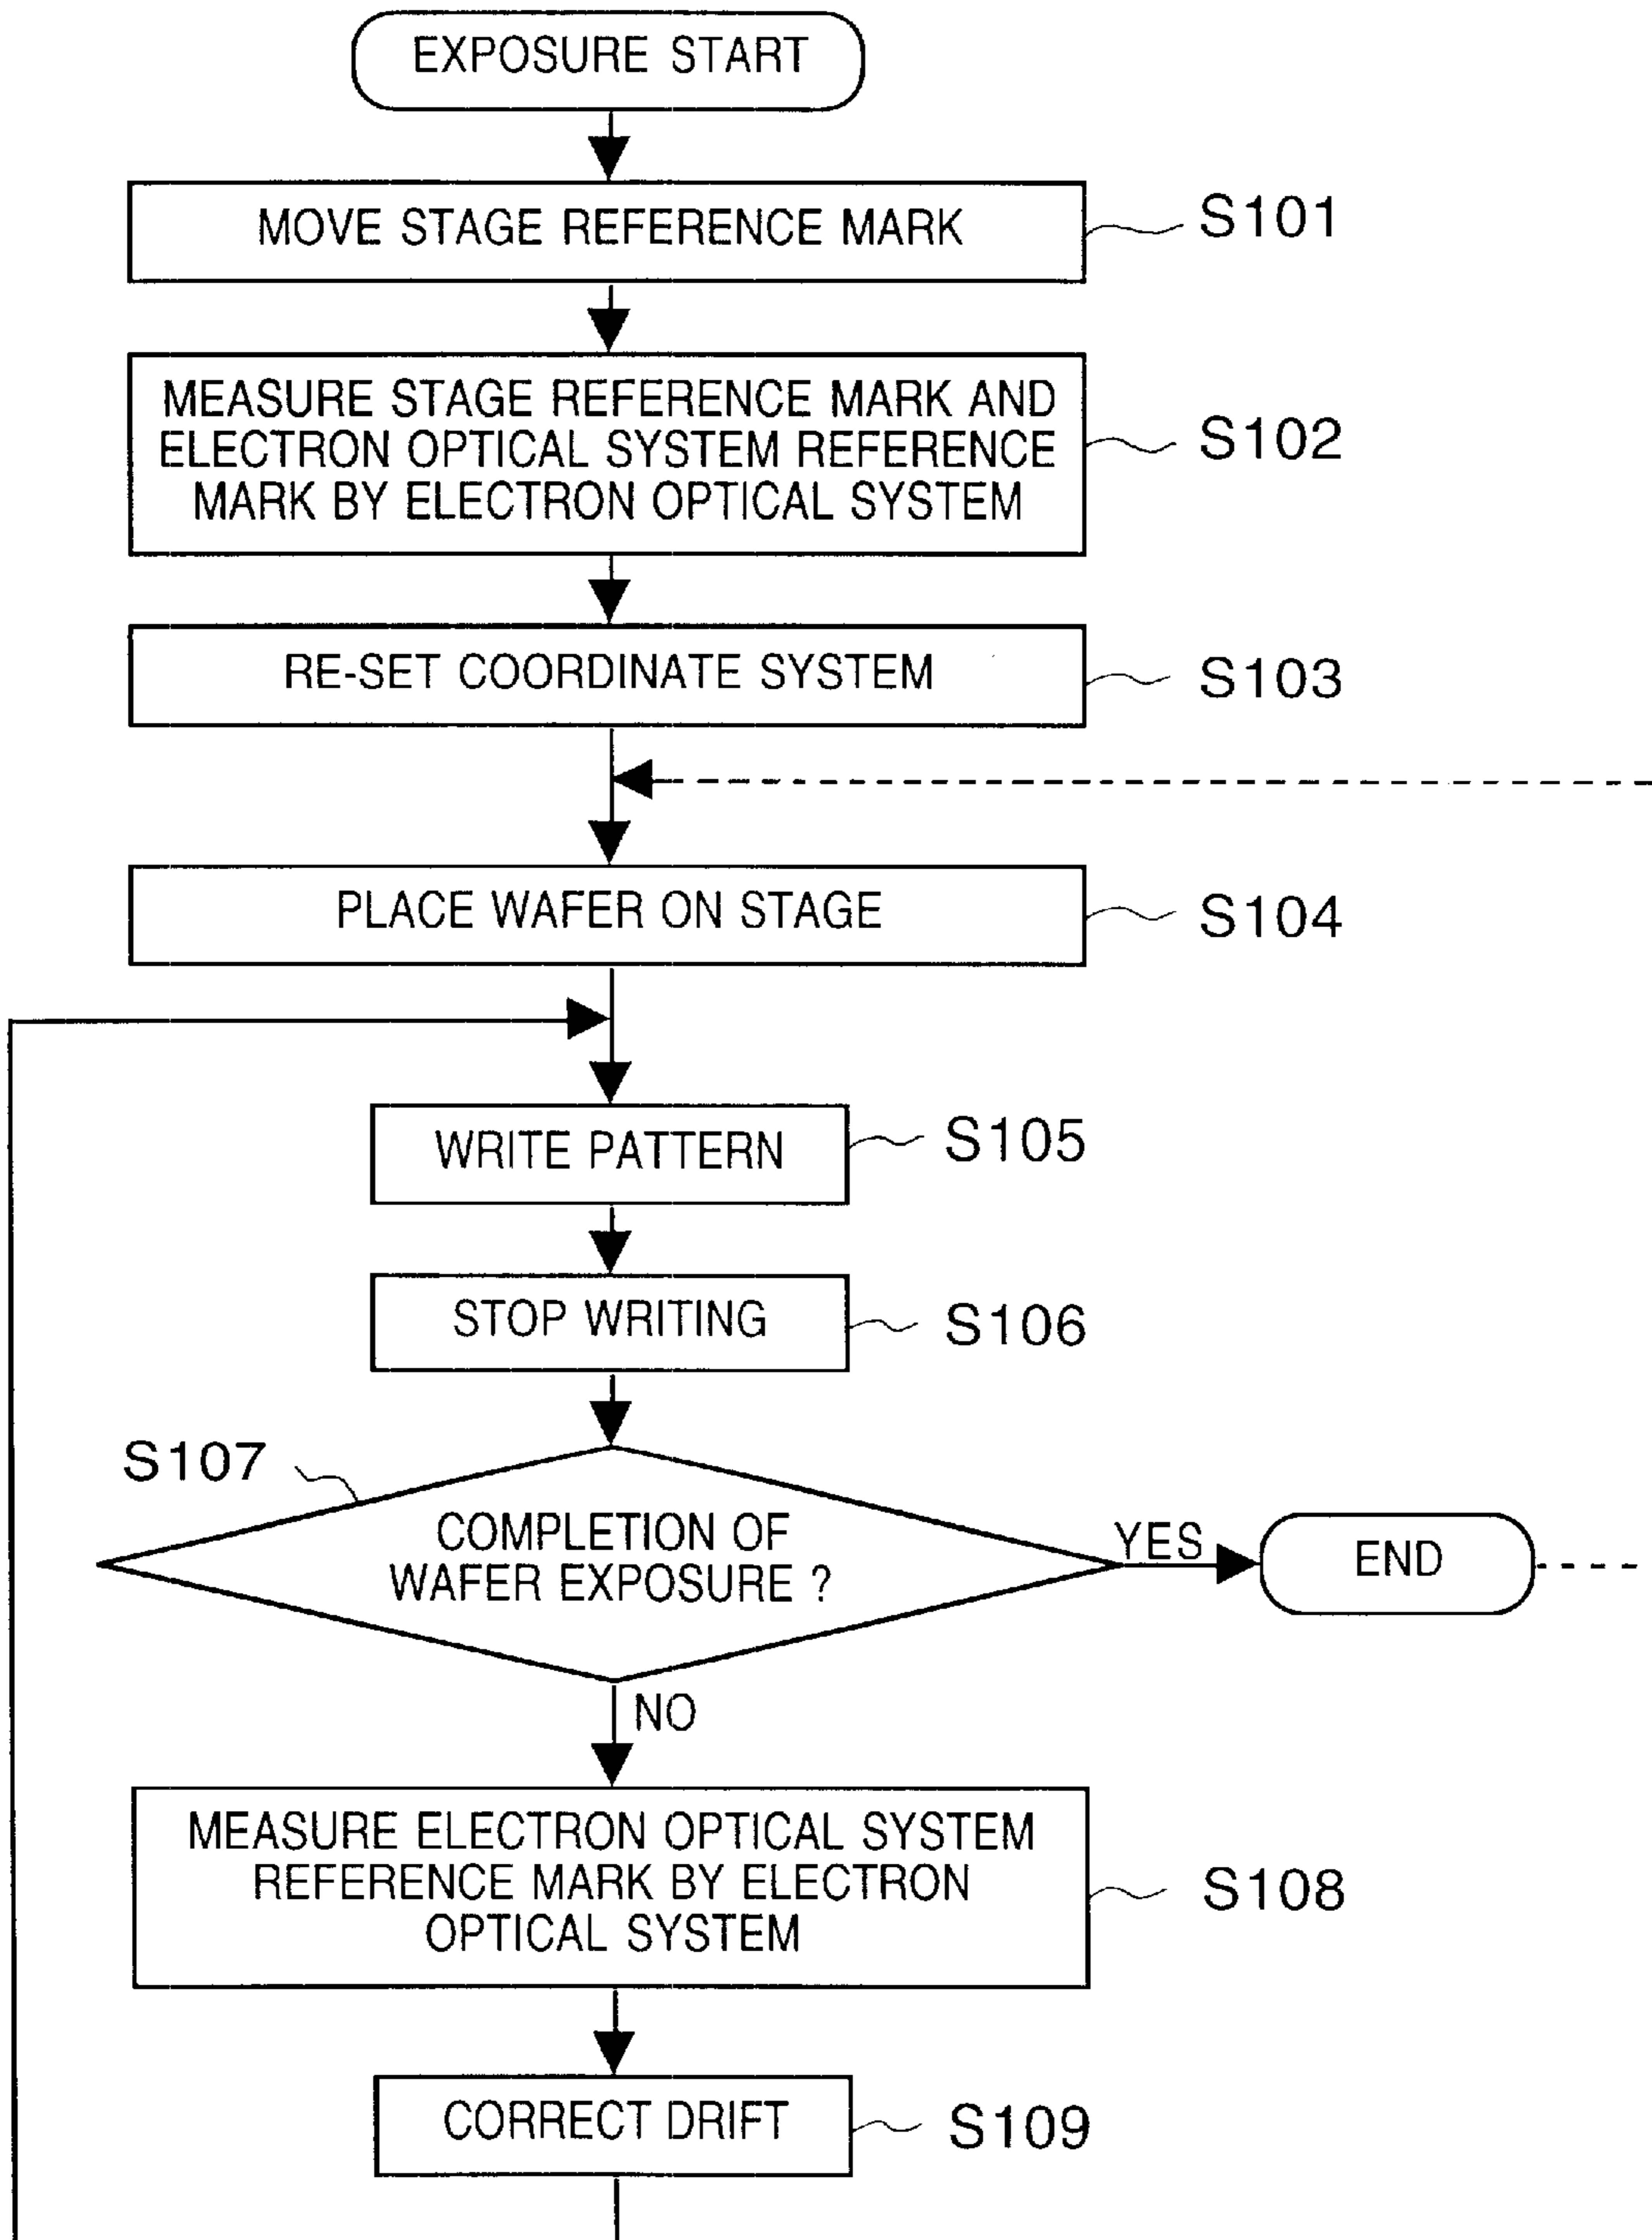 EXPOSURE START
MOVE STAGE REFERENCE MARK
S101
MEASURE STAGE REFERENCE MARK AND
ELECTRON OPTICAL SYSTEM REFERENCE
MARK BY ELECTRON OPTICAL SYSTEM
S102
RE-SET COORDINATE SYSTEM
S103
PLACE WAFER ON STAGE
S104
WRITE PATTERN
S105
STOP WRITING
S106
S107
COMPLETION OF
WAFER EXPOSURE ?
YES
END
NO
MEASURE ELECTRON OPTICAL SYSTEM
REFERENCE MARK BY ELECTRON
OPTICAL SYSTEM
S108
CORRECT DRIFT
S109